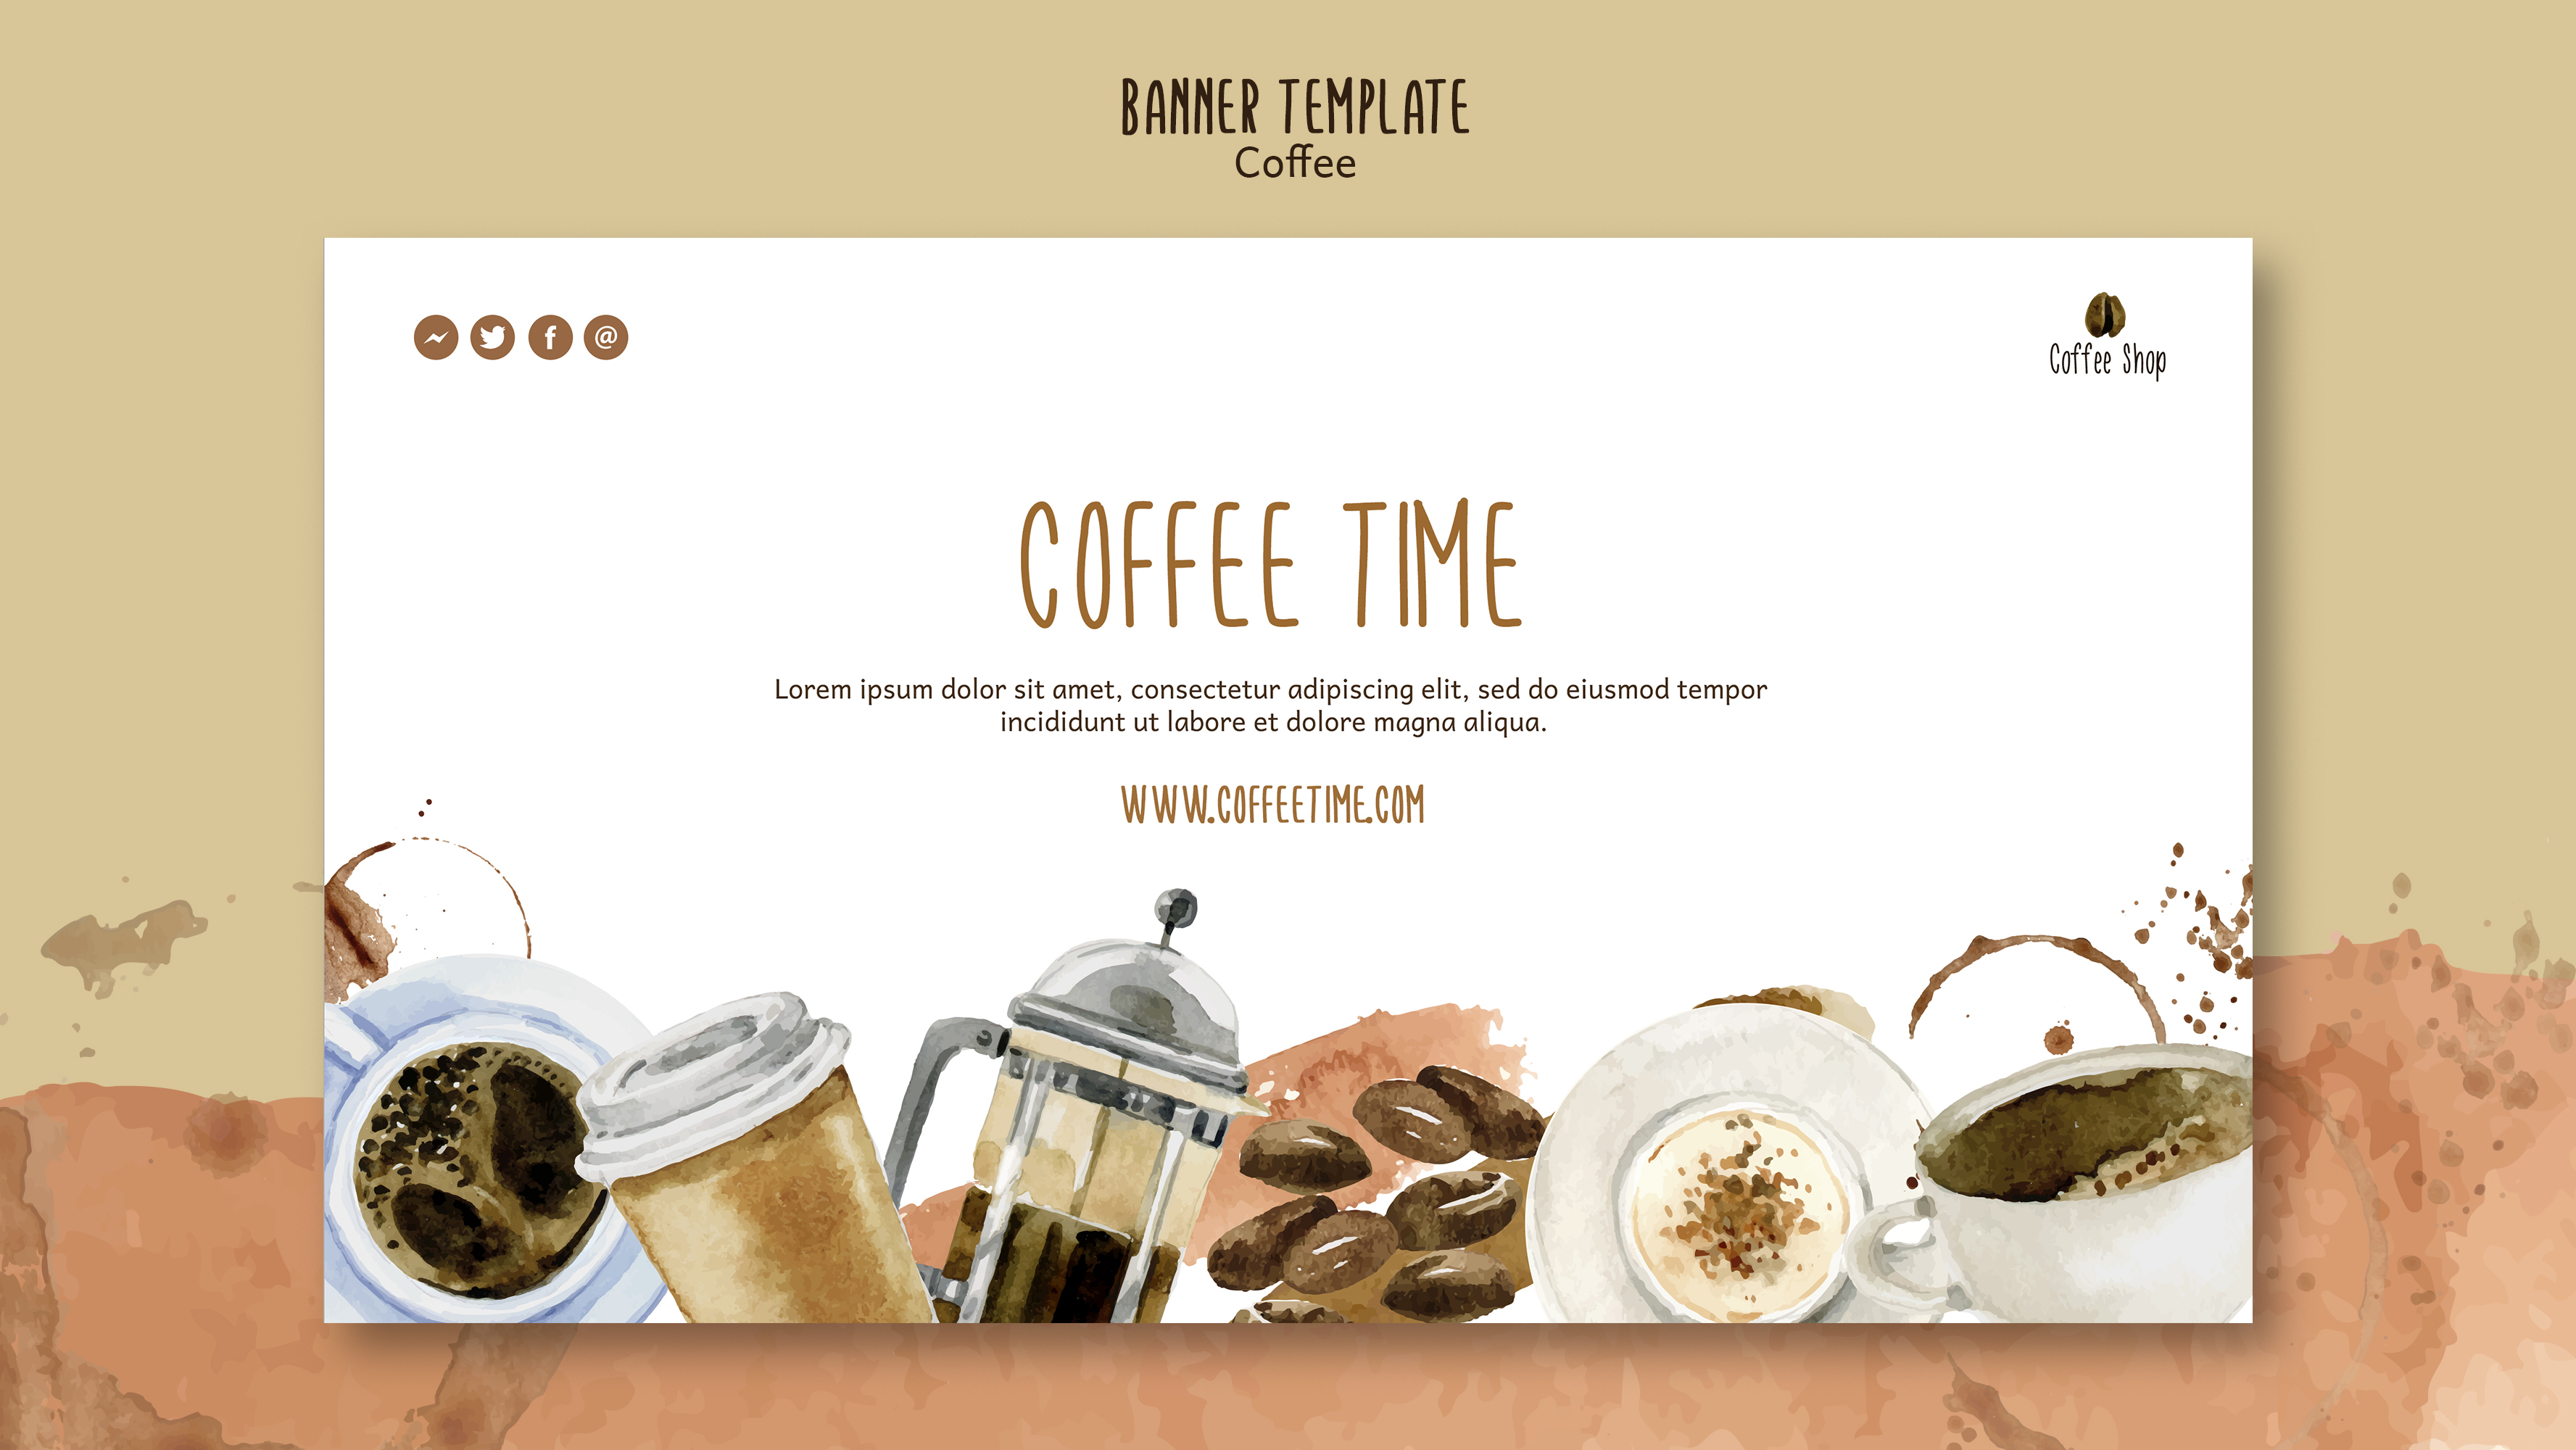 BANNER TEMPLATE
Coffee
f
@
Coffee Shop
COFFEE TIME
Lorem ipsum dolor sit amet, consectetur adipiscing elit, sed do eiusmod tempor
incididunt ut labore et dolore magna aliqua.
WWW.COFFEETIME.COM